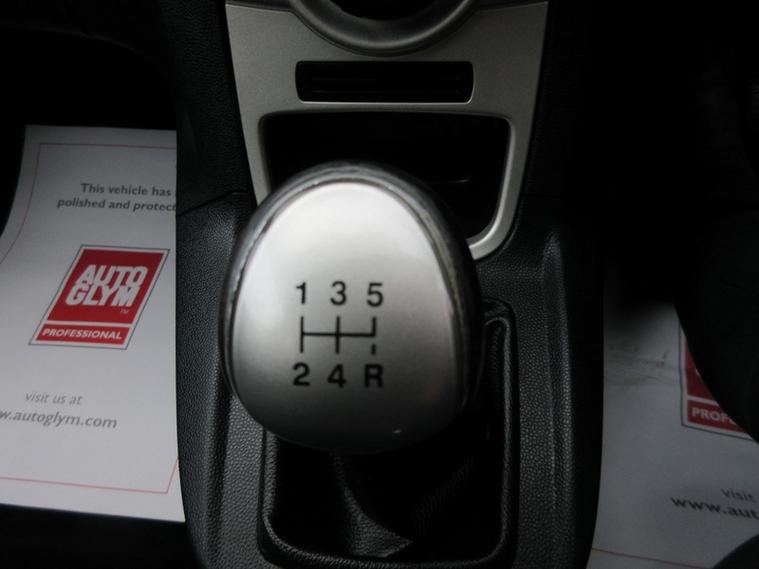 This vehicle has
polished and protect
AUTO
GLYM
TM
PROFESSIONAL
visit us at
w.autoglym.com
1 3 5
2 4 R
PROF
visit
www.aut